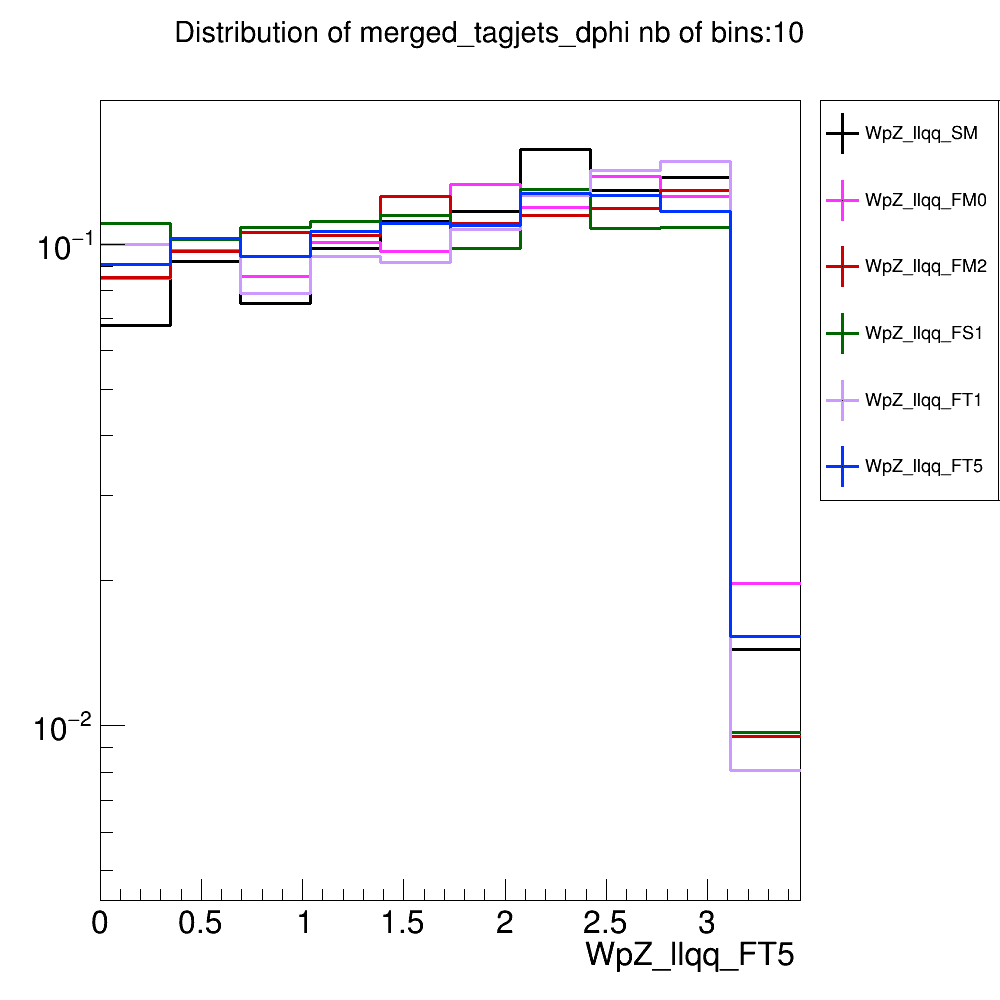 Distribution of merged_tagjets_dphi nb of bins:10
WpZ_llqq_SM
WpZ_llqq_FM0
WpZ_llqq_FM2
WpZ_llqq_FS1
WpZ_llqq_FT1
WpZ_llqq_FT5
10⁻¹
10⁻²
0 0.5 1 1.5 2 2.5 3
WpZ_llqq_FT5